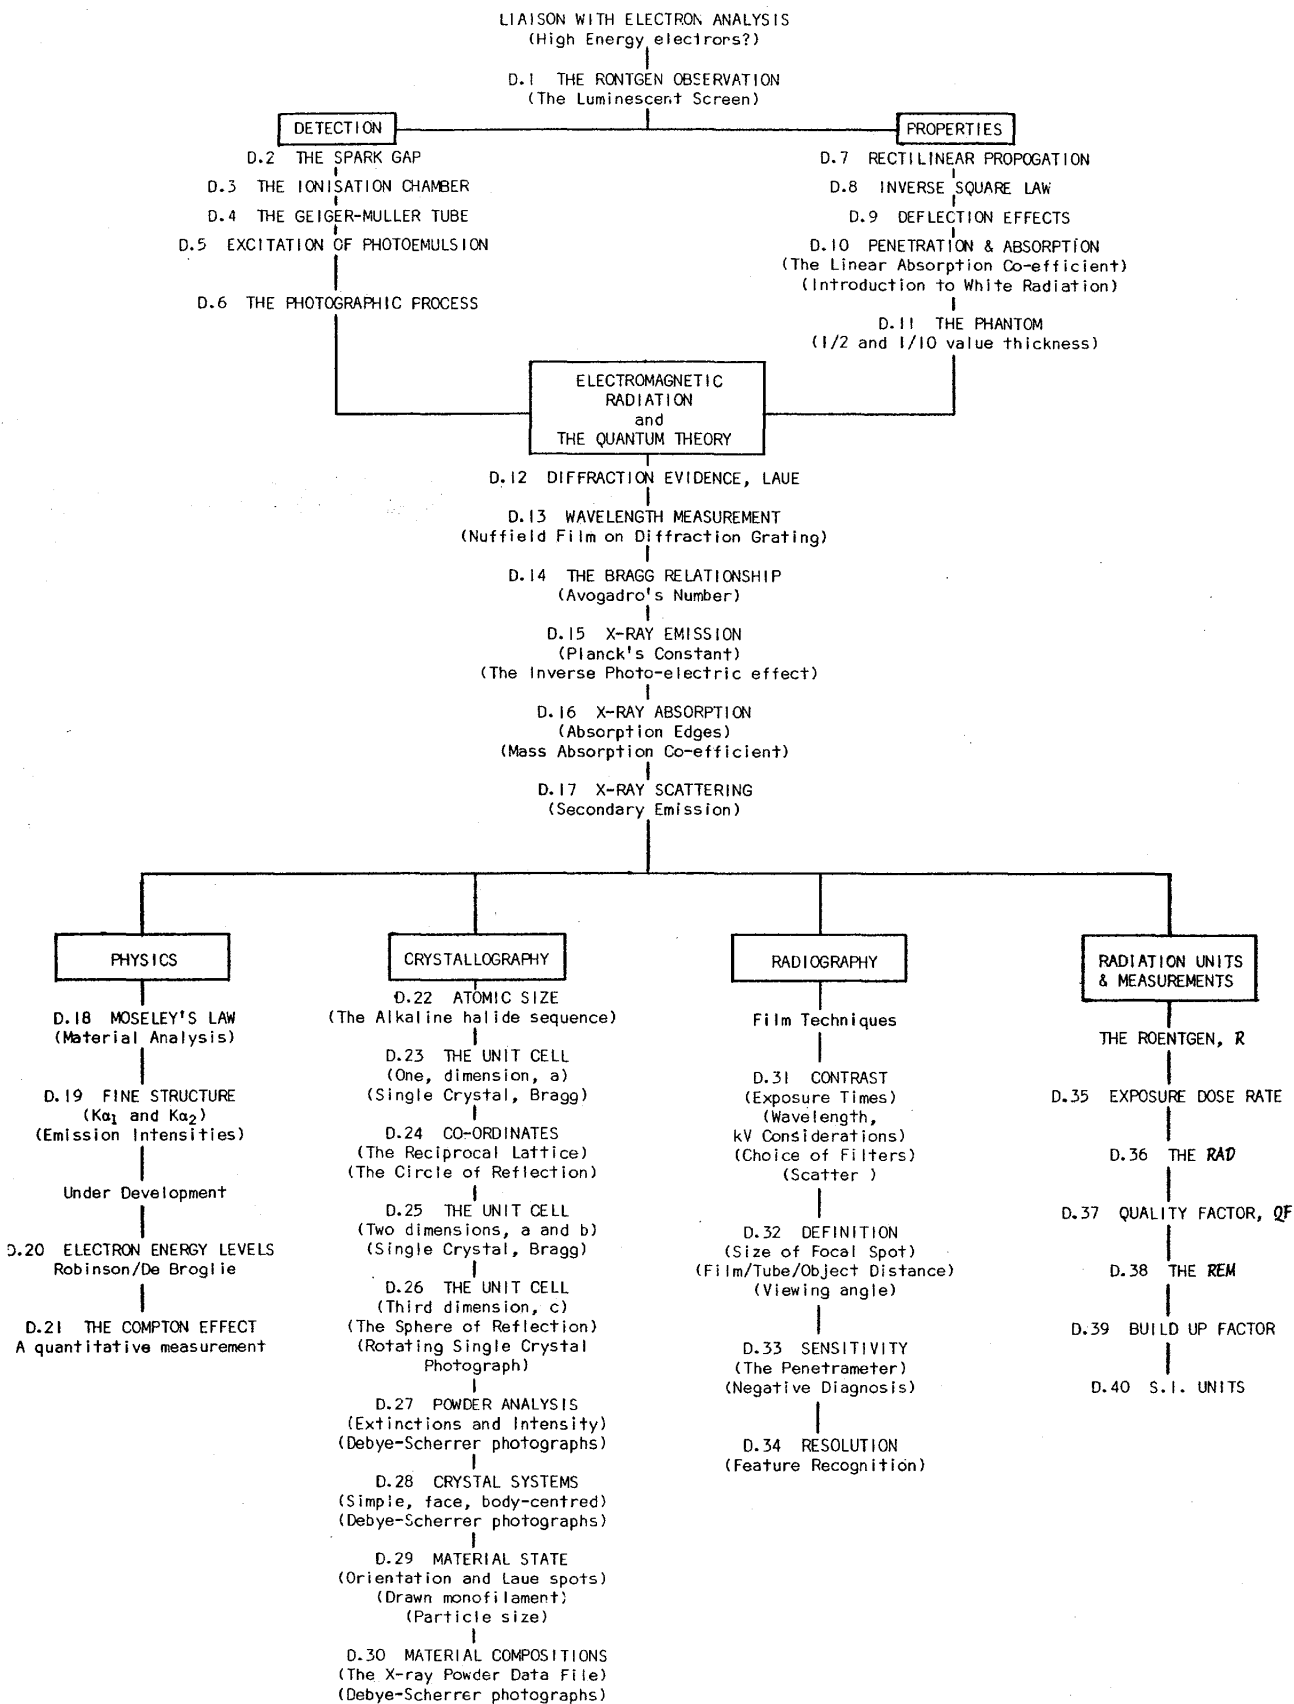 LIAISON WITH ELECTRON ANALYSIS
(High Energy electrors?)
D.1 THE RONTGEN OBSERVATION
(The Luminescent Screen)
DETECTION
D.2 THE SPARK GAP
D.3 THE IONISATION CHAMBER
D.4 THE GEIGER-MULLER TUBE
D.5 EXCITATION OF PHOTOEMULSION
D.6 THE PHOTOGRAPHIC PROCESS
PROPERTIES
D.7 RECTILINEAR PROPOGATION
D.8 INVERSE SQUARE LAW
D.9 DEFLECTION EFFECTS
D.10 PENETRATION & ABSORPTION
(The Linear Absorption Co-efficient)
(Introduction to White Radiation)
D.11 THE PHANTOM
(1/2 and 1/10 value thickness)
ELECTROMAGNETIC
RADIATION
and
THE QUANTUM THEORY
D.12 DIFFRACTION EVIDENCE, LAUE
D.13 WAVELENGTH MEASUREMENT
(Nuffield Film on Diffraction Grating)
D.14 THE BRAGG RELATIONSHIP
(Avogadro's Number)
D.15 X-RAY EMISSION
(Planck's Constant)
(The Inverse Photo-electric effect)
D.16 X-RAY ABSORPTION
(Absorption Edges)
(Mass Absorption Co-efficient)
D.17 X-RAY SCATTERING
(Secondary Emission)
PHYSICS
D.18 MOSELEY'S LAW
(Material Analysis)
D.19 FINE STRUCTURE
(Kα1 and Kα2)
(Emission Intensities)
Under Development
D.20 ELECTRON ENERGY LEVELS
Robinson/De Broglie
D.21 THE COMPTON EFFECT
A quantitative measurement
CRYSTALLOGRAPHY
D.22 ATOMIC SIZE
(The Alkaline halide sequence)
D.23 THE UNIT CELL
(One, dimension, a)
(Single Crystal, Bragg)
D.24 CO-ORDINATES
(The Reciprocal Lattice)
(The Circle of Reflection)
D.25 THE UNIT CELL
(Two dimensions, a and b)
(Single Crystal, Bragg)
D.26 THE UNIT CELL
(Third dimension, c)
(The Sphere of Reflection)
(Rotating Single Crystal
Photograph)
D.27 POWDER ANALYSIS
(Extinctions and Intensity)
(Debye-Scherrer photographs)
D.28 CRYSTAL SYSTEMS
(Simple, face, body-centred)
(Debye-Scherrer photographs)
D.29 MATERIAL STATE
(Orientation and Laue spots)
(Drawn monofilament)
(Particle size)
D.30 MATERIAL COMPOSITIONS
(The X-ray Powder Data File)
(Debye-Scherrer photographs)
RADIOGRAPHY
Film Techniques
D.31 CONTRAST
(Exposure Times)
(Wavelength,
kV Considerations)
(Choice of Filters)
(Scatter )
D.32 DEFINITION
(Size of Focal Spot)
(Film/Tube/Object Distance)
(Viewing angle)
D.33 SENSITIVITY
(The Penetrameter)
(Negative Diagnosis)
D.34 RESOLUTION
(Feature Recognition)
RADIATION UNITS
& MEASUREMENTS
THE ROENTGEN, R
D.35 EXPOSURE DOSE RATE
D.36 THE RAD
D.37 QUALITY FACTOR, QF
D.38 THE REM
D.39 BUILD UP FACTOR
D.40 S.I. UNITS